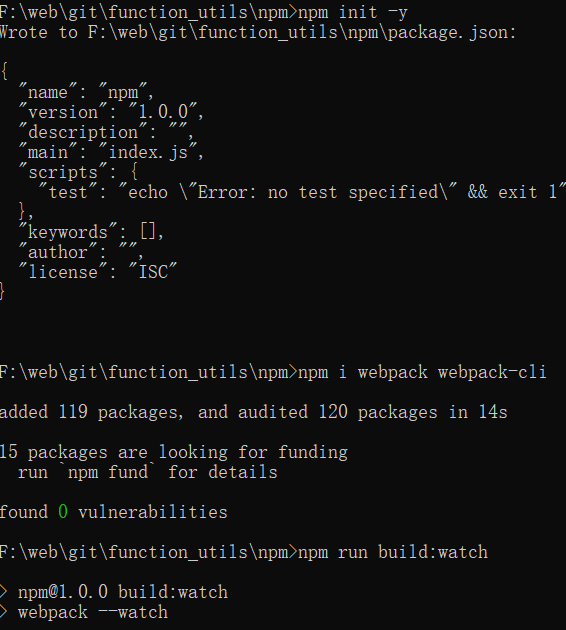 F:\web\git\function_utils\npm>npm init -y
Wrote to F:\web\git\function_utils\npm\package.json:
{
  "name": "npm",
  "version": "1.0.0",
  "description": "",
  "main": "index.js",
  "scripts": {
    "test": "echo \"Error: no test specified\" && exit 1"
  },
  "keywords": [],
  "author": "",
  "license": "ISC"
}
F:\web\git\function_utils\npm>npm i webpack webpack-cli
added 119 packages, and audited 120 packages in 14s
15 packages are looking for funding
  run `npm fund` for details
found 0 vulnerabilities
F:\web\git\function_utils\npm>npm run build:watch
> npm@1.0.0 build:watch
> webpack --watch